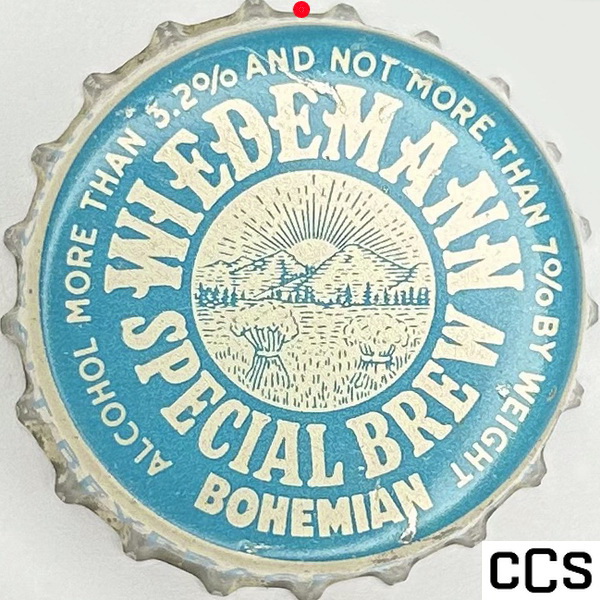 ALCOHOL MORE THAN 3.2% AND NOT MORE THAN 7% BY WEIGHT
WIEDEMANN
SPECIAL BREW
BOHEMIAN
CCS